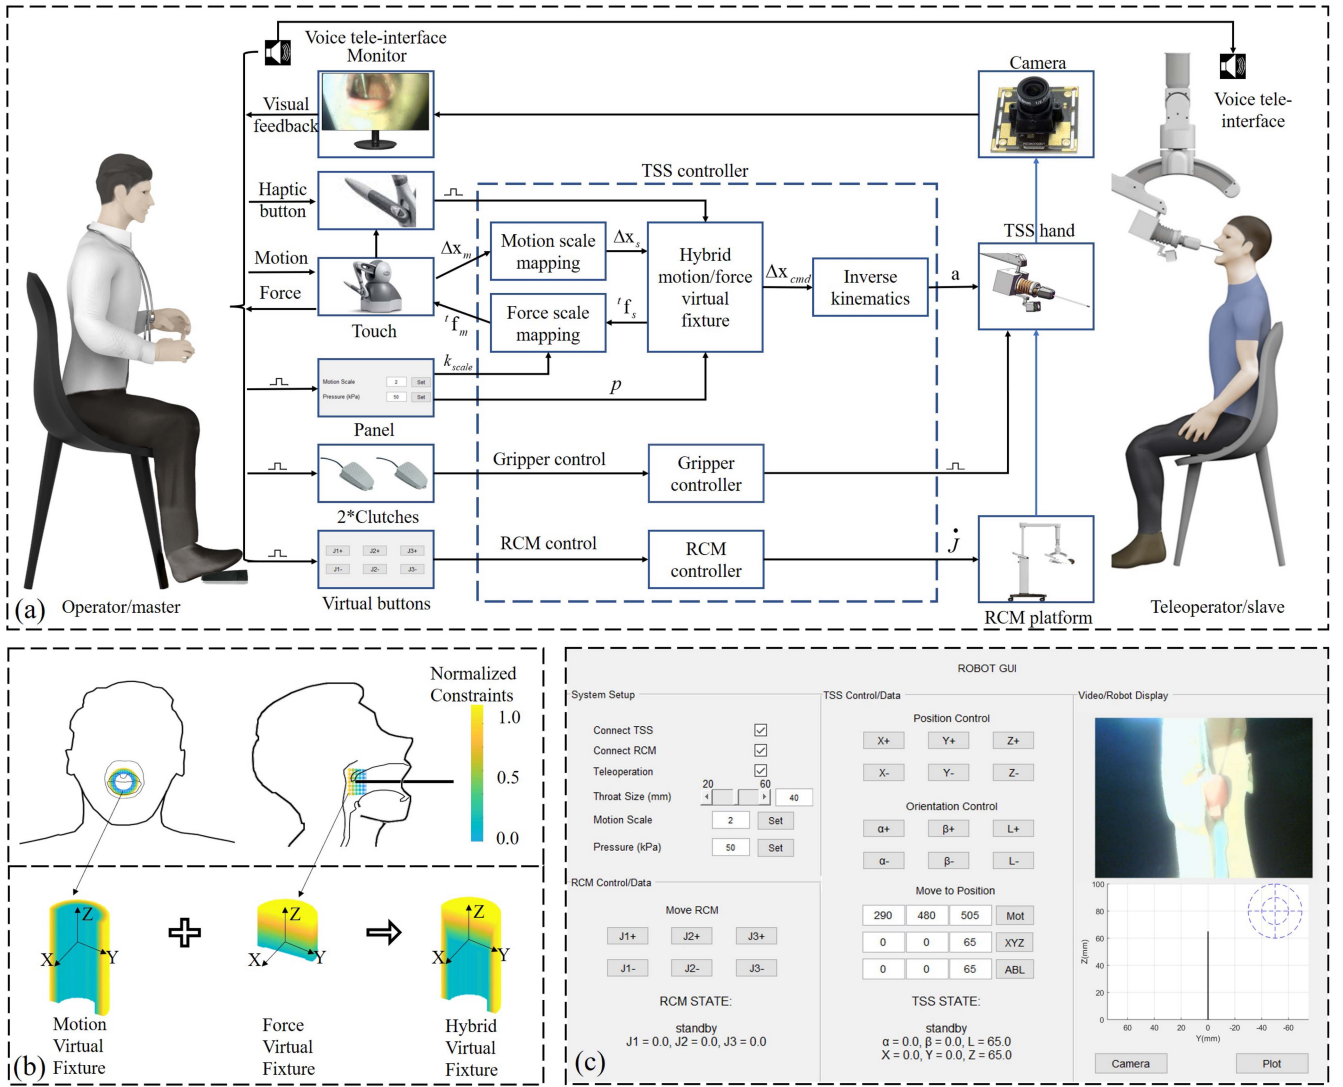 Voice tele-interface
Monitor
Camera
Voice tele-
interface
Visual
feedback
TSS controller
Haptic
button
TSS hand
Motion
Δx_m
Motion scale
mapping
Δx_s
Hybrid
motion/force
virtual
fixture
Δx_cmd
Inverse
kinematics
a
Force
Touch
ᵗf_m
Force scale
mapping
ᵗf_s
k_scale
Motion Scale 2 Set
Pressure (kPa) 50 Set
p
Panel
Gripper control
Gripper
controller
2*Clutches
RCM control
RCM
controller
J̇
J1+ J2+ J3+
J1- J2- J3-
Virtual buttons
RCM platform
Operator/master
Teleoperator/slave
(a)
Normalized
Constraints
1.0
0.5
0.0
Z
X
Y
Z
X
Y
Z
X
Y
Motion
Virtual
Fixture
Force
Virtual
Fixture
Hybrid
Virtual
Fixture
(b)
ROBOT GUI
System Setup
Connect TSS
Connect RCM
Teleoperation
20 60
Throat Size (mm) 40
Motion Scale 2 Set
Pressure (kPa) 50 Set
RCM Control/Data
Move RCM
J1+ J2+ J3+
J1- J2- J3-
RCM STATE:
standby
J1 = 0.0, J2 = 0.0, J3 = 0.0
TSS Control/Data
Position Control
X+ Y+ Z+
X- Y- Z-
Orientation Control
α+ β+ L+
α- β- L-
Move to Position
290 480 505 Mot
0 0 65 XYZ
0 0 65 ABL
TSS STATE:
standby
α = 0.0, β = 0.0, L = 65.0
X = 0.0, Y = 0.0, Z = 65.0
Video/Robot Display
100
80
60
40
20
0
Z(mm)
60 40 20 0 -20 -40 -60
Y(mm)
Camera Plot
(c)